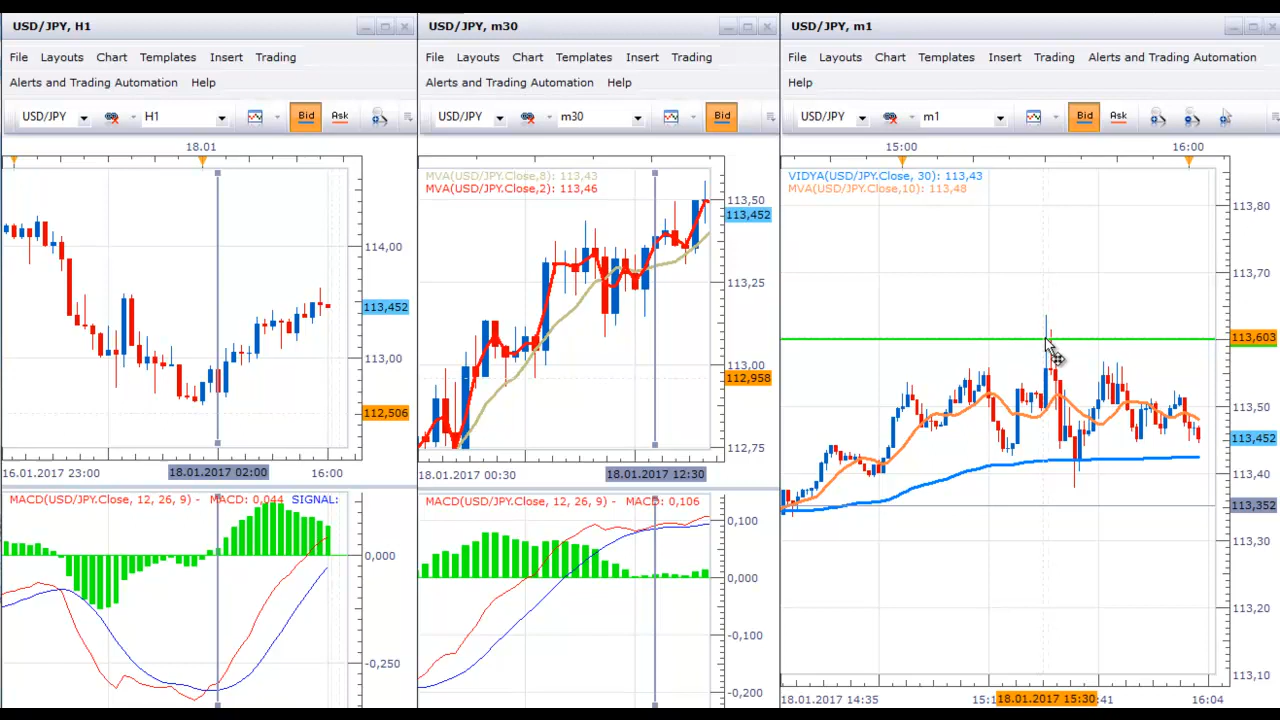 USD/JPY, H1
File Layouts Chart Templates Insert Trading
Alerts and Trading Automation Help
USD/JPY H1 Bid Ask
18.01
114,00
113,452
113,00
112,506
16.01.2017 23:00 18.01.2017 02:00 16:00
MACD(USD/JPY.Close, 12, 26, 9) - MACD: 0,044 SIGNAL:
0,000
-0,250
USD/JPY, m30
File Layouts Chart Templates Insert Trading
Alerts and Trading Automation Help
USD/JPY m30 Bid
MVA(USD/JPY.Close,8): 113,43
MVA(USD/JPY.Close,2): 113,46
113,50
113,452
113,25
113,00
112,958
112,75
18.01.2017 00:30 18.01.2017 12:30
MACD(USD/JPY.Close, 12, 26, 9) - MACD: 0,106
0,100
0,000
-0,100
-0,200
USD/JPY, m1
File Layouts Chart Templates Insert Trading Alerts and Trading Automation
Help
USD/JPY m1 Bid Ask
15:00 16:00
VIDYA(USD/JPY.Close, 30): 113,43
MVA(USD/JPY.Close,10): 113,48
113,80
113,70
113,603
113,50
113,452
113,40
113,352
113,30
113,20
113,10
18.01.2017 14:35 15:1 18.01.2017 15:30 :41 16:04